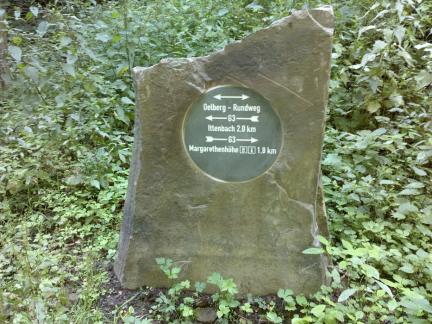 Oelberg - Rundweg
G3
Ittenbach 2.0 km
G3
Margarethenhöhe 1.8 km